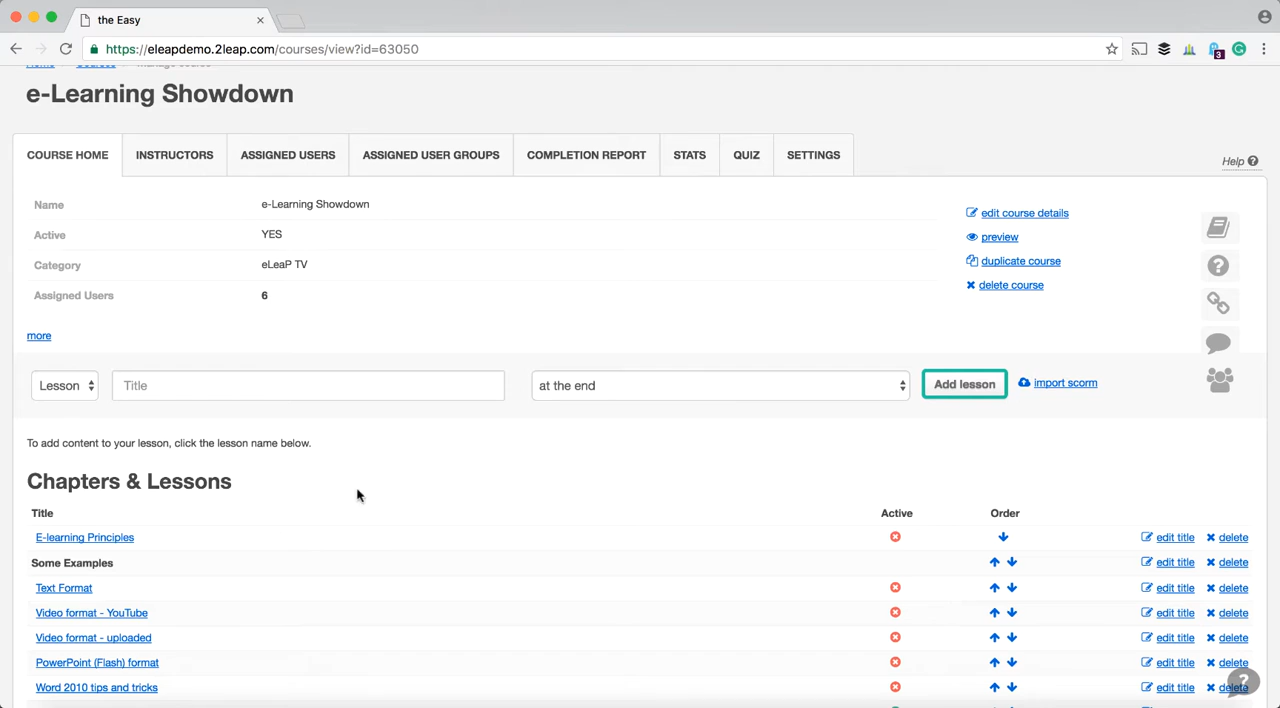 the Easy
https://eleapdemo.2leap.com/courses/view?id=63050
3
Home Courses Manage course
e-Learning Showdown
COURSE HOME INSTRUCTORS ASSIGNED USERS ASSIGNED USER GROUPS COMPLETION REPORT STATS QUIZ SETTINGS
Help
Name e-Learning Showdown edit course details
Active YES preview
Category eLeaP TV duplicate course
Assigned Users 6 delete course
more
Lesson Title at the end Add lesson import scorm
To add content to your lesson, click the lesson name below.
Chapters & Lessons
Title Active Order
E-learning Principles edit title delete
Some Examples edit title delete
Text Format edit title delete
Video format - YouTube edit title delete
Video format - uploaded edit title delete
PowerPoint (Flash) format edit title delete
Word 2010 tips and tricks edit title delete